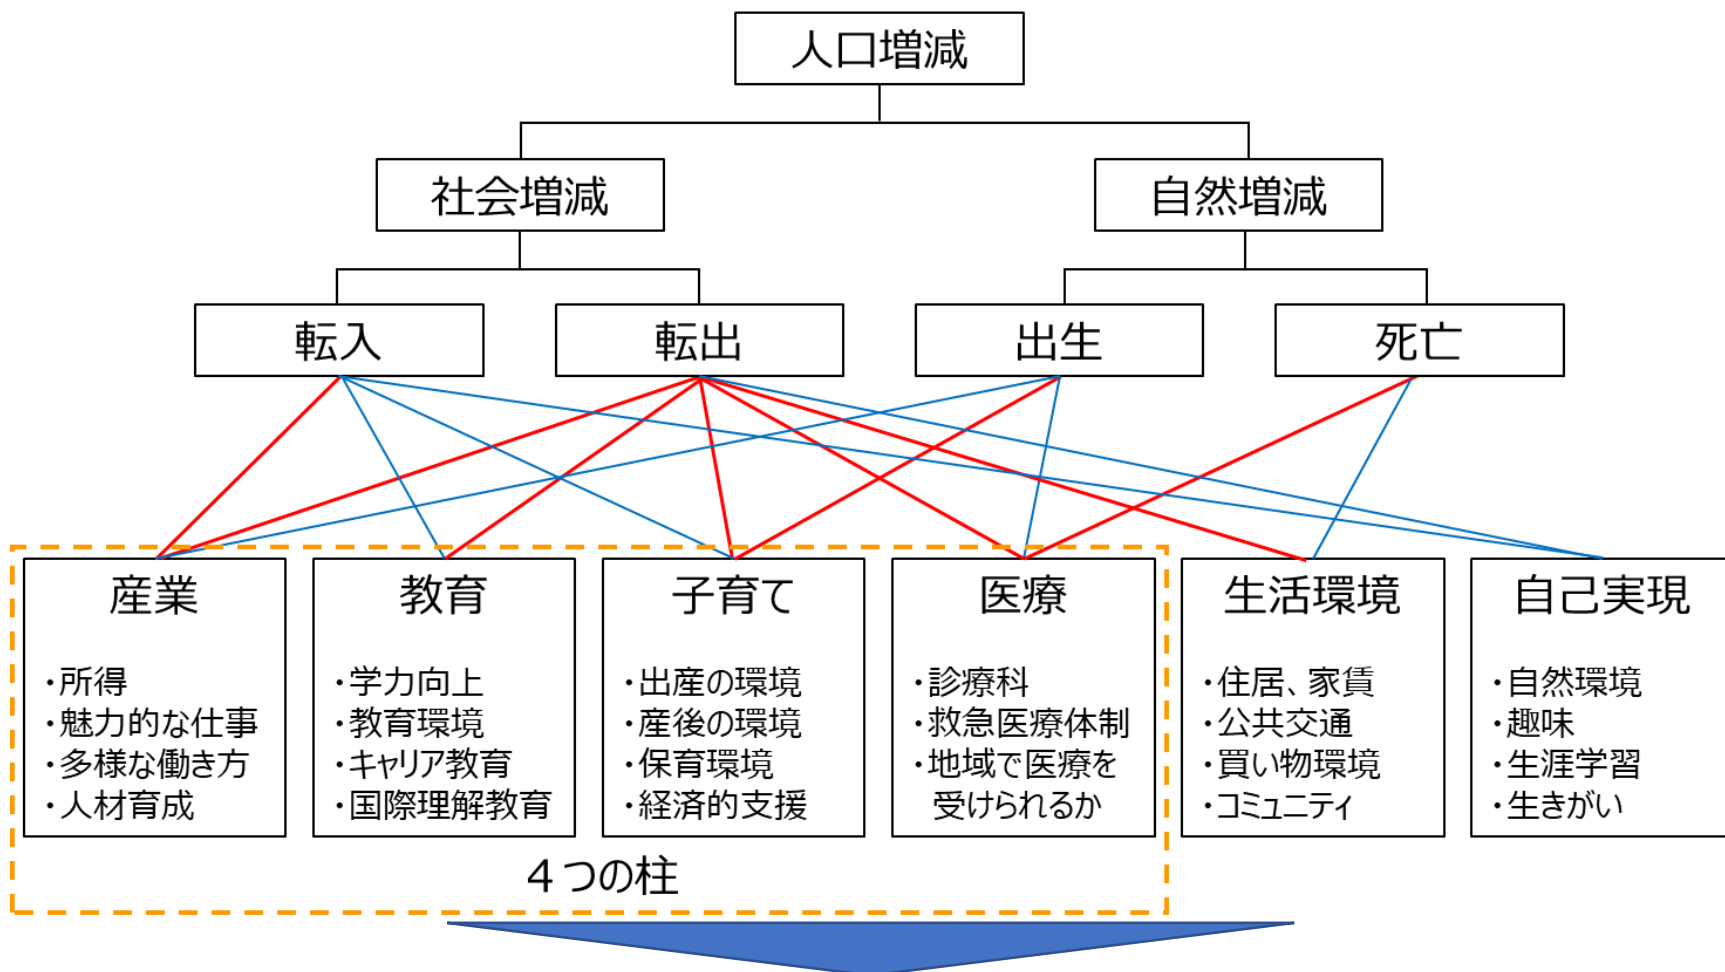 人口増減
社会増減
自然増減
転入
転出
出生
死亡
産業
・所得
・魅力的な仕事
・多様な働き方
・人材育成
教育
・学力向上
・教育環境
・キャリア教育
・国際理解教育
子育て
・出産の環境
・産後の環境
・保育環境
・経済的支援
医療
・診療科
・救急医療体制
・地域で医療を
受けられるか
生活環境
・住居、家賃
・公共交通
・買い物環境
・コミュニティ
自己実現
・自然環境
・趣味
・生涯学習
・生きがい
４つの柱